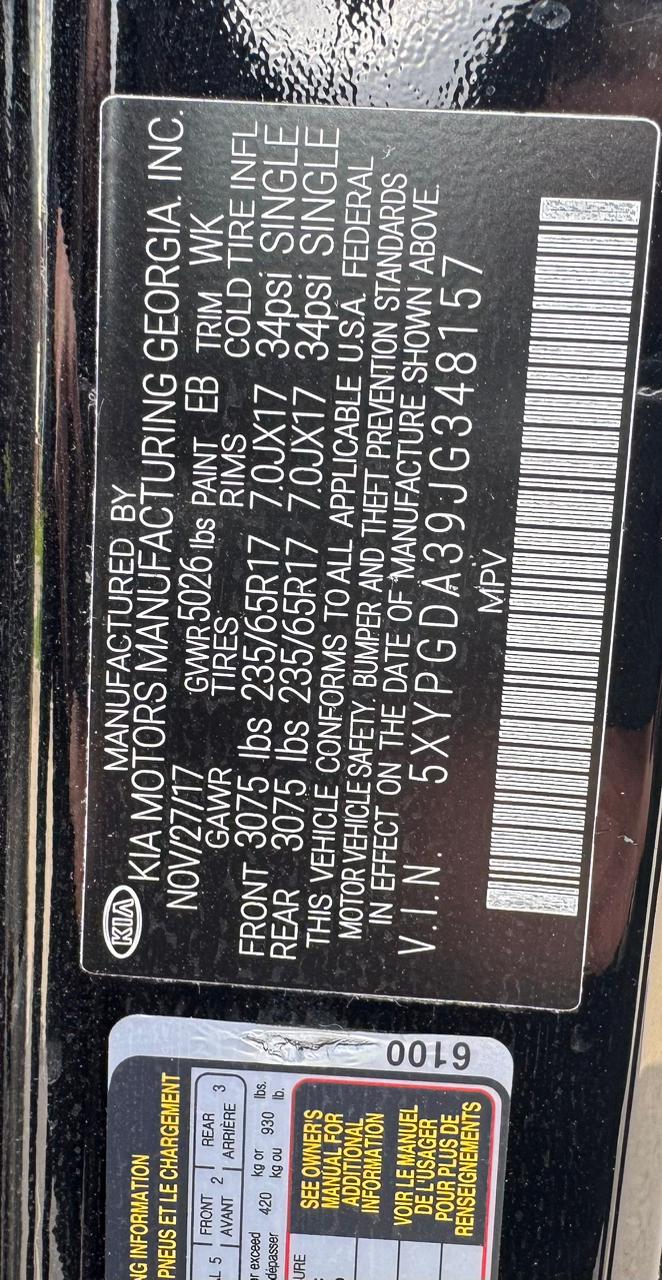 KIA
MANUFACTURED BY
KIA MOTORS MANUFACTURING GEORGIA. INC.
NOV/27/17 GVWR5026 lbs PAINT EB TRIM WK
GAWR TIRES RIMS COLD TIRE INFL
FRONT 3075 lbs 235/65R17 7.0JX17 34psi SINGLE
REAR 3075 lbs 235/65R17 7.0JX17 34psi SINGLE
THIS VEHICLE CONFORMS TO ALL APPLICABLE U.S.A. FEDERAL
MOTOR VEHICLE SAFETY, BUMPER AND THEFT PREVENTION STANDARDS
IN EFFECT ON THE DATE OF MANUFACTURE SHOWN ABOVE.
V.I.N. 5XYPGDA39JG348157
MPV
NG INFORMATION
PNEUS ET LE CHARGEMENT
5 FRONT 2 REAR 3
AVANT ARRIÈRE
exceed 420 kg or 930 lbs.
dépasser kg ou lb.
SEE OWNER'S
MANUAL FOR
ADDITIONAL
INFORMATION
VOIR LE MANUEL
DE L'USAGER
POUR PLUS DE
RENSEIGNEMENTS
6100